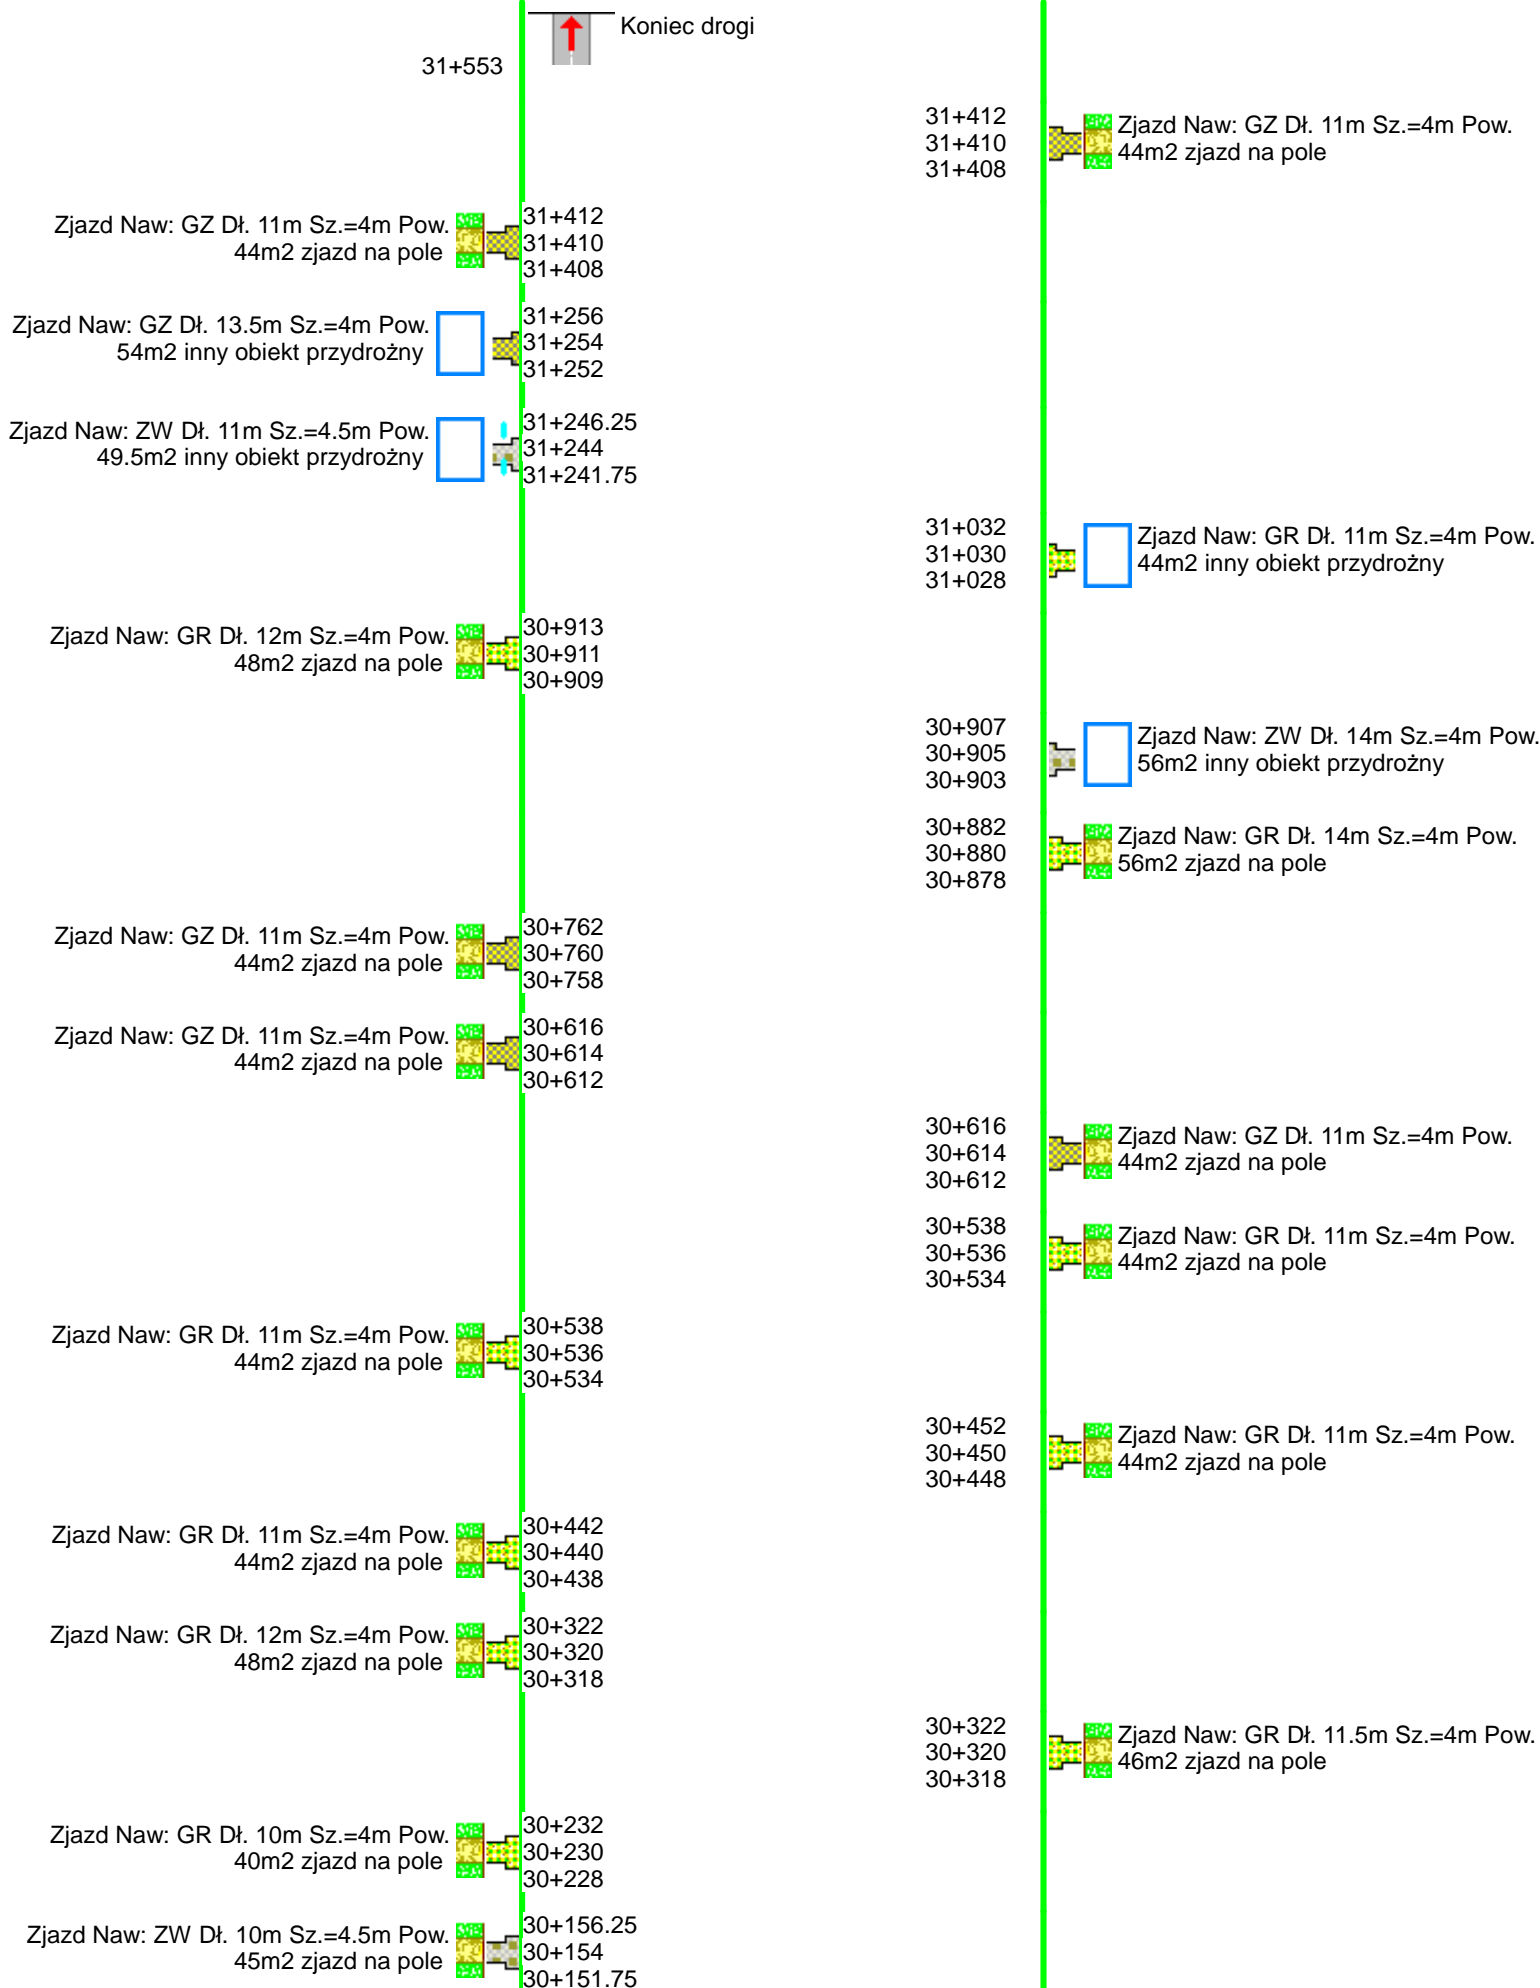 Koniec drogi
31+553
31+412
31+410
31+408
Zjazd Naw: GZ Dł. 11m Sz.=4m Pow.
44m2 zjazd na pole
Zjazd Naw: GZ Dł. 11m Sz.=4m Pow.
44m2 zjazd na pole
31+412
31+410
31+408
Zjazd Naw: GZ Dł. 13.5m Sz.=4m Pow.
54m2 inny obiekt przydrożny
31+256
31+254
31+252
Zjazd Naw: ZW Dł. 11m Sz.=4.5m Pow.
49.5m2 inny obiekt przydrożny
31+246.25
31+244
31+241.75
31+032
31+030
31+028
Zjazd Naw: GR Dł. 11m Sz.=4m Pow.
44m2 inny obiekt przydrożny
Zjazd Naw: GR Dł. 12m Sz.=4m Pow.
48m2 zjazd na pole
30+913
30+911
30+909
30+907
30+905
30+903
Zjazd Naw: ZW Dł. 14m Sz.=4m Pow.
56m2 inny obiekt przydrożny
30+882
30+880
30+878
Zjazd Naw: GR Dł. 14m Sz.=4m Pow.
56m2 zjazd na pole
Zjazd Naw: GZ Dł. 11m Sz.=4m Pow.
44m2 zjazd na pole
30+762
30+760
30+758
Zjazd Naw: GZ Dł. 11m Sz.=4m Pow.
44m2 zjazd na pole
30+616
30+614
30+612
30+616
30+614
30+612
Zjazd Naw: GZ Dł. 11m Sz.=4m Pow.
44m2 zjazd na pole
30+538
30+536
30+534
Zjazd Naw: GR Dł. 11m Sz.=4m Pow.
44m2 zjazd na pole
Zjazd Naw: GR Dł. 11m Sz.=4m Pow.
44m2 zjazd na pole
30+538
30+536
30+534
30+452
30+450
30+448
Zjazd Naw: GR Dł. 11m Sz.=4m Pow.
44m2 zjazd na pole
Zjazd Naw: GR Dł. 11m Sz.=4m Pow.
44m2 zjazd na pole
30+442
30+440
30+438
Zjazd Naw: GR Dł. 12m Sz.=4m Pow.
48m2 zjazd na pole
30+322
30+320
30+318
30+322
30+320
30+318
Zjazd Naw: GR Dł. 11.5m Sz.=4m Pow.
46m2 zjazd na pole
Zjazd Naw: GR Dł. 10m Sz.=4m Pow.
40m2 zjazd na pole
30+232
30+230
30+228
Zjazd Naw: ZW Dł. 10m Sz.=4.5m Pow.
45m2 zjazd na pole
30+156.25
30+154
30+151.75